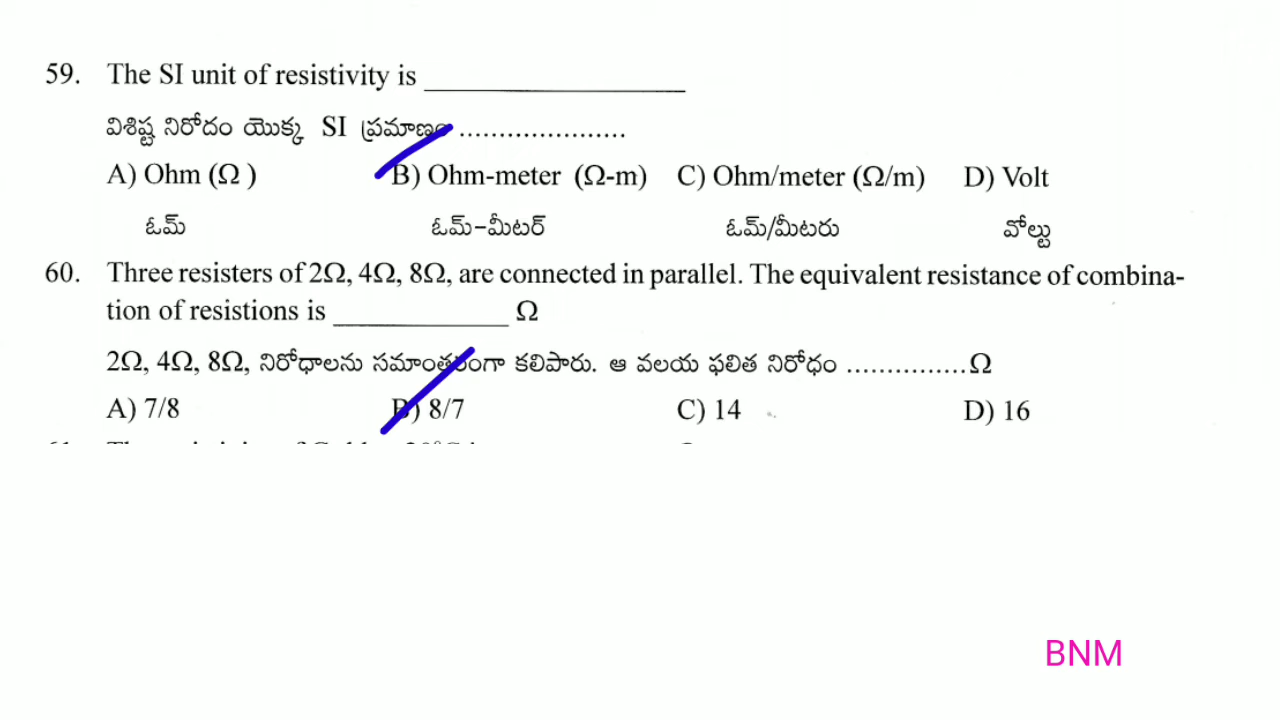 59. The SI unit of resistivity is ____________
విశిష్ట నిరోదం యొక్క SI ప్రమాణం .....................
A) Ohm (Ω ) B) Ohm-meter (Ω-m) C) Ohm/meter (Ω/m) D) Volt
ఓమ్ ఓమ్-మీటర్ ఓమ్/మీటరు వోల్టు
60. Three resisters of 2Ω, 4Ω, 8Ω, are connected in parallel. The equivalent resistance of combina-
tion of resistions is ____________ Ω
2Ω, 4Ω, 8Ω, నిరోధాలను సమాంతరంగా కలిపారు. ఆ వలయ ఫలిత నిరోధం ...............Ω
A) 7/8 B) 8/7 C) 14 D) 16
BNM